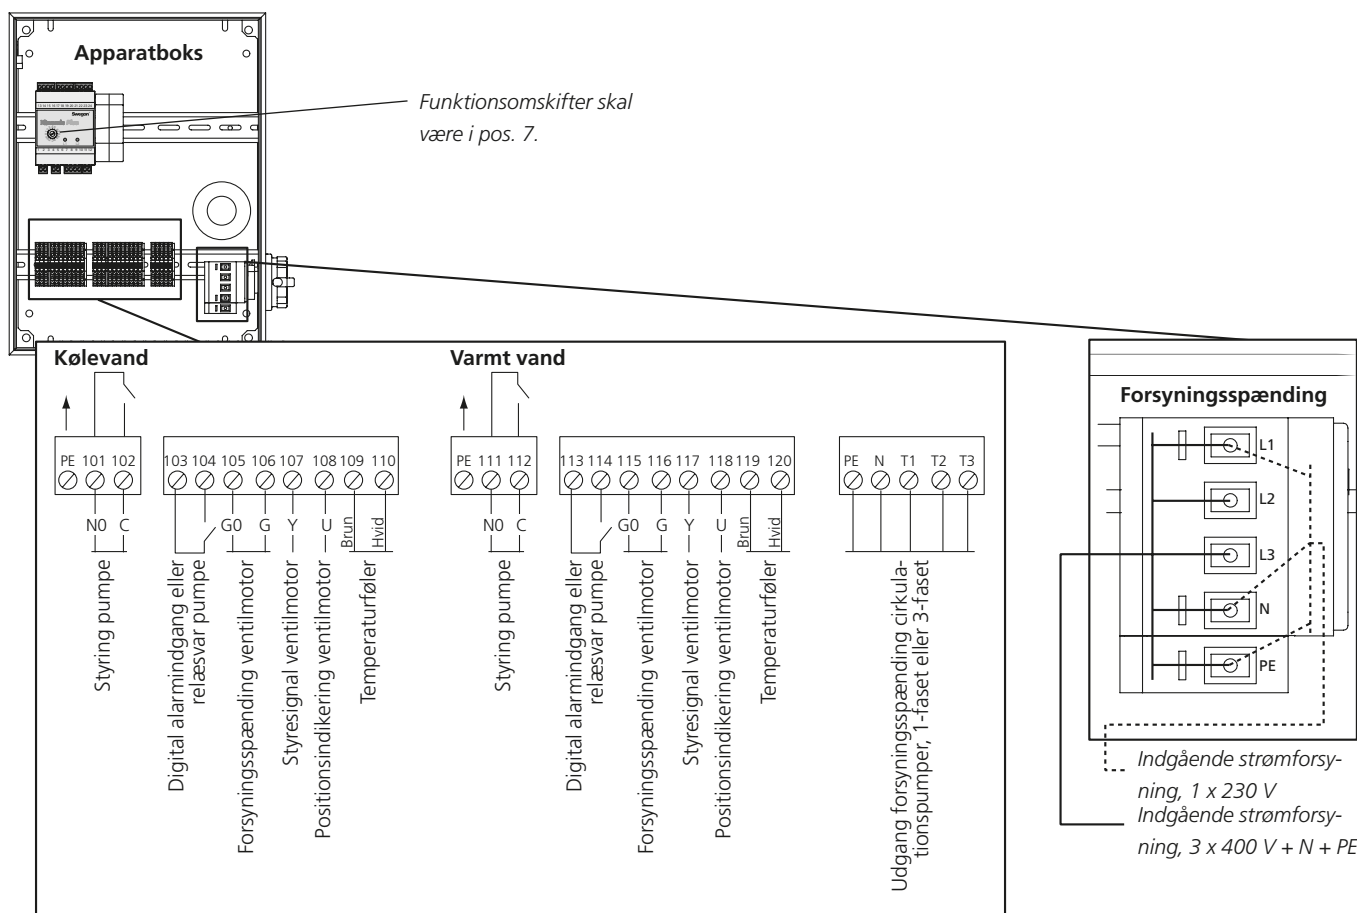 Apparatboks
Swegon
Funktionsomskifter skal
være i pos. 7.
Kølevand
PE 101 102
N0 C
Styring pumpe
103 104 105 106 107 108 109 110
G0 G Y U Brun Hvid
Digital alarmindgang eller
relæsvar pumpe
Forsyningsspænding ventilmotor
Styresignal ventilmotor
Positionsindikering ventilmotor
Temperaturføler
Varmt vand
PE 111 112
N0 C
Styring pumpe
113 114 115 116 117 118 119 120
G0 G Y U Brun Hvid
Digital alarmindgang eller
relæsvar pumpe
Forsyningsspænding ventilmotor
Styresignal ventilmotor
Positionsindikering ventilmotor
Temperaturføler
PE N T1 T2 T3
Udgang forsyningsspænding cirkula-
tionspumper, 1-faset eller 3-faset
Forsyningsspænding
L1
L2
L3
N
PE
Indgående strømforsy-
ning, 1 x 230 V
Indgående strømforsy-
ning, 3 x 400 V + N + PE